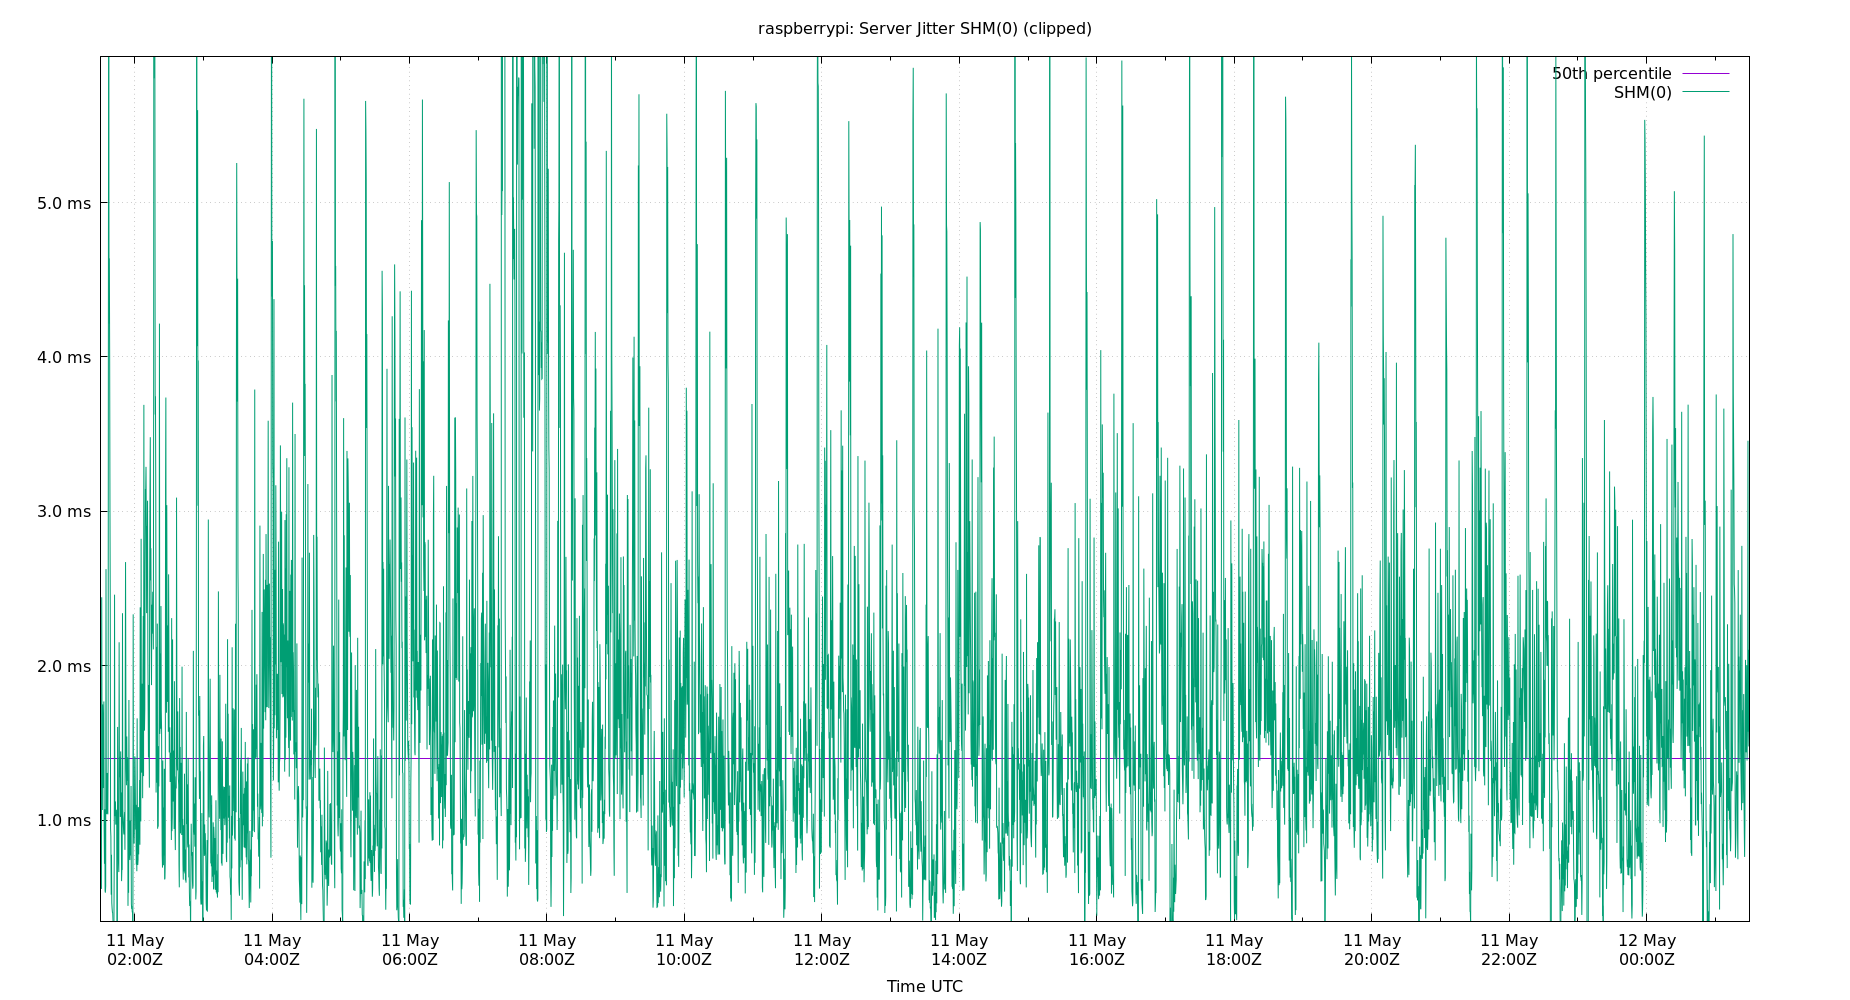 raspberrypi: Server Jitter SHM(0) (clipped)
50th percentile
SHM(0)
5.0 ms
4.0 ms
3.0 ms
2.0 ms
1.0 ms
11 May 11 May 11 May 11 May 11 May 11 May 11 May 11 May 11 May 11 May 11 May 12 May
02:00Z 04:00Z 06:00Z 08:00Z 10:00Z 12:00Z 14:00Z 16:00Z 18:00Z 20:00Z 22:00Z 00:00Z
Time UTC